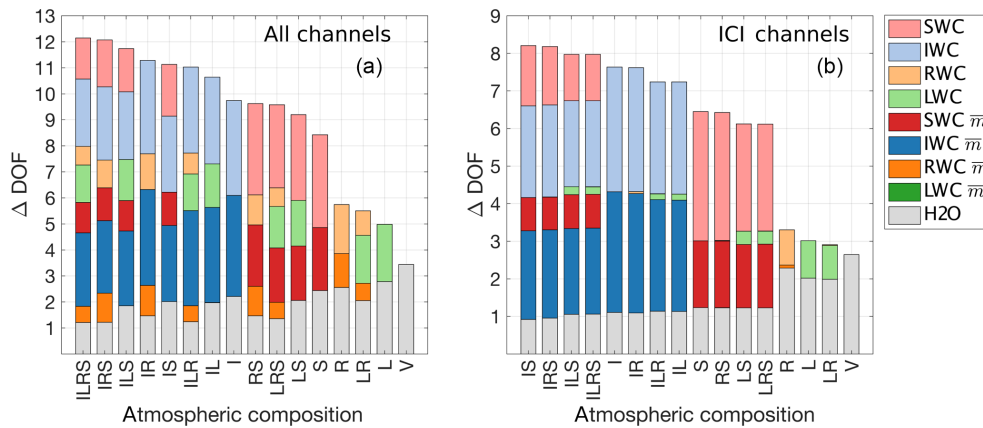 13
12
11
10
9
8
7
6
5
4
3
2
1
Δ DOF
All channels
(a)
ILRS
IRS
ILS
IR
IS
ILR
IL
I
RS
LRS
LS
S
R
LR
L
V
Atmospheric composition
9
8
7
6
5
4
3
2
1
Δ DOF
ICI channels
(b)
IS
IRS
ILS
ILRS
I
IR
ILR
IL
S
RS
LS
LRS
R
L
LR
V
Atmospheric composition
SWC
IWC
RWC
LWC
SWC m̅
IWC m̅
RWC m̅
LWC m̅
H2O